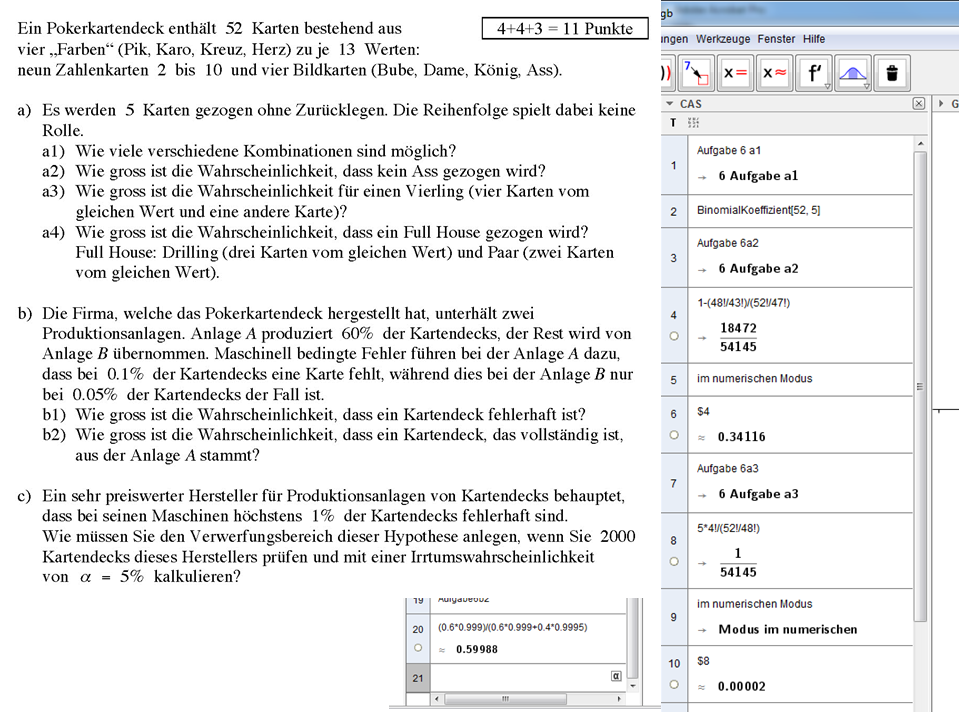 Ein Pokerkartendeck enthält 52 Karten bestehend aus
4+4+3 = 11 Punkte
vier „Farben“ (Pik, Karo, Kreuz, Herz) zu je 13 Werten:
neun Zahlenkarten 2 bis 10 und vier Bildkarten (Bube, Dame, König, Ass).
a) Es werden 5 Karten gezogen ohne Zurücklegen. Die Reihenfolge spielt dabei keine
Rolle.
a1) Wie viele verschiedene Kombinationen sind möglich?
a2) Wie gross ist die Wahrscheinlichkeit, dass kein Ass gezogen wird?
a3) Wie gross ist die Wahrscheinlichkeit für einen Vierling (vier Karten vom
gleichen Wert und eine andere Karte)?
a4) Wie gross ist die Wahrscheinlichkeit, dass ein Full House gezogen wird?
Full House: Drilling (drei Karten vom gleichen Wert) und Paar (zwei Karten
vom gleichen Wert).
b) Die Firma, welche das Pokerkartendeck hergestellt hat, unterhält zwei
Produktionsanlagen. Anlage A produziert 60% der Kartendecks, der Rest wird von
Anlage B übernommen. Maschinell bedingte Fehler führen bei der Anlage A dazu,
dass bei 0.1% der Kartendecks eine Karte fehlt, während dies bei der Anlage B nur
bei 0.05% der Kartendecks der Fall ist.
b1) Wie gross ist die Wahrscheinlichkeit, dass ein Kartendeck fehlerhaft ist?
b2) Wie gross ist die Wahrscheinlichkeit, dass ein Kartendeck, das vollständig ist,
aus der Anlage A stammt?
c) Ein sehr preiswerter Hersteller für Produktionsanlagen von Kartendecks behauptet,
dass bei seinen Maschinen höchstens 1% der Kartendecks fehlerhaft sind.
Wie müssen Sie den Verwerfungsbereich dieser Hypothese anlegen, wenn Sie 2000
Kartendecks dieses Herstellers prüfen und mit einer Irrtumswahrscheinlichkeit
von α = 5% kalkulieren?
19 Aufgabe6b2
20 (0.6*0.999)/(0.6*0.999+0.4*0.9995)
≈ 0.59988
21 α
gb
ungen Werkzeuge Fenster Hilfe
7 x = x ≈ f'
CAS
G
T
1 Aufgabe 6 a1
→ 6 Aufgabe a1
2 BinomialKoeffizient[52, 5]
3 Aufgabe 6a2
→ 6 Aufgabe a2
4 1-(48!/43!)/(52!/47!)
→ 18472
54145
5 im numerischen Modus
6 $4
≈ 0.34116
7 Aufgabe 6a3
→ 6 Aufgabe a3
8 5*4!/(52!/48!)
→ 1
54145
9 im numerischen Modus
→ Modus im numerischen
10 $8
≈ 0.00002